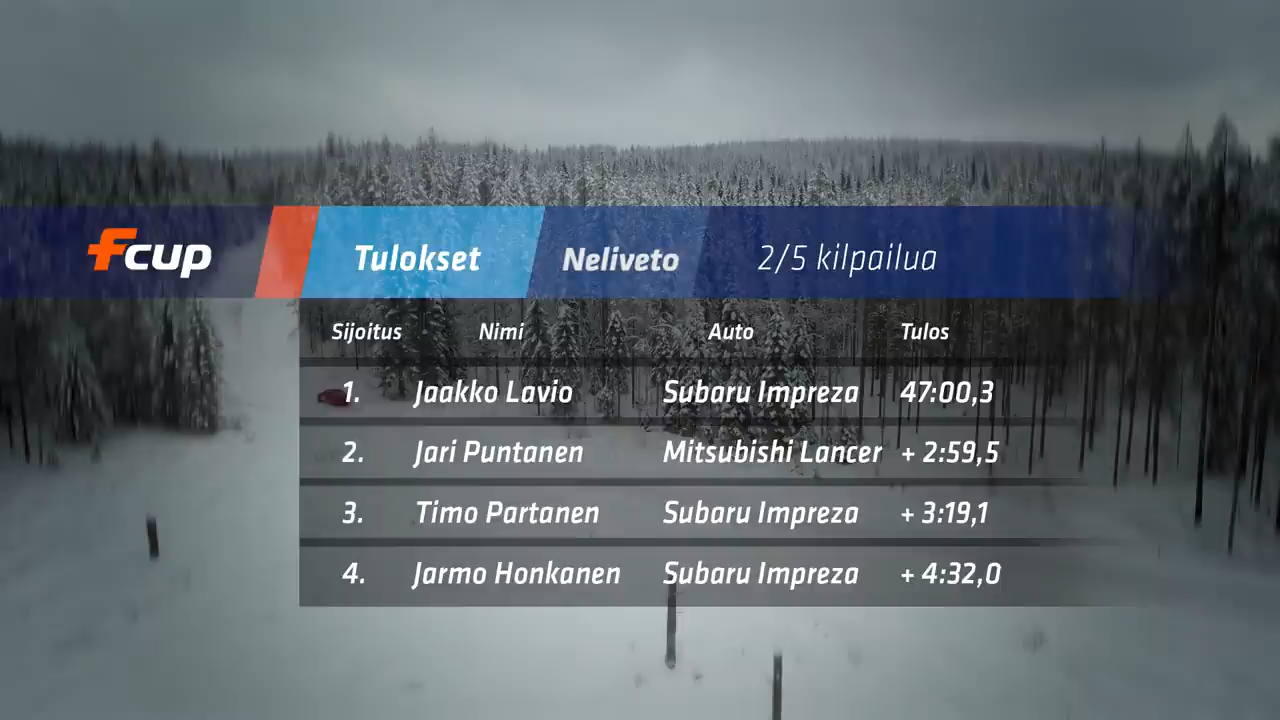 Fcup Tulokset Neliveto 2/5 kilpailua
Sijoitus Nimi Auto Tulos
1. Jaakko Lavio Subaru Impreza 47:00,3
2. Jari Puntanen Mitsubishi Lancer + 2:59,5
3. Timo Partanen Subaru Impreza + 3:19,1
4. Jarmo Honkanen Subaru Impreza + 4:32,0